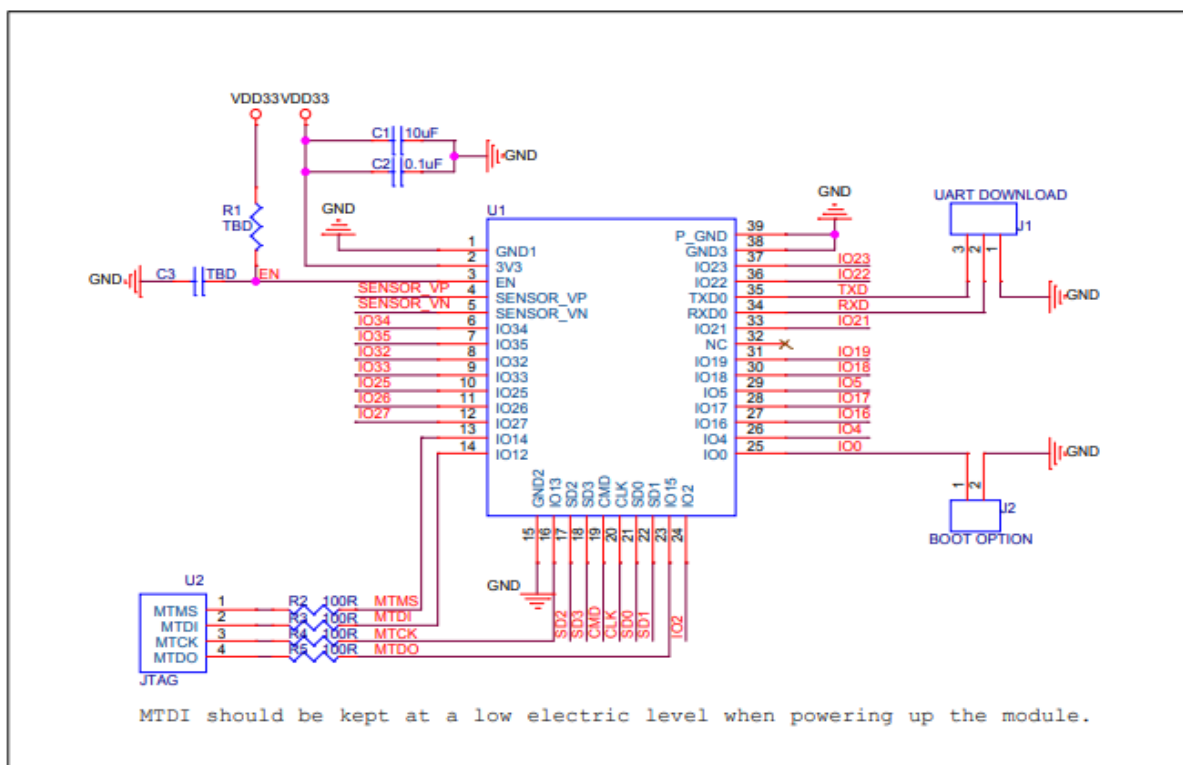 VDD33 VDD33
C1 10uF
GND
C2 0.1uF
R1
TBD
GND
U1
GND
UART DOWNLOAD
J1
3 2 1
GND
C3 TBD EN
1 GND1
2 3V3
3 EN
SENSOR_VP 4 SENSOR_VP
SENSOR_VN 5 SENSOR_VN
IO34 6 IO34
IO35 7 IO35
IO32 8 IO32
IO33 9 IO33
IO25 10 IO25
IO26 11 IO26
IO27 12 IO27
13 IO14
14 IO12
P_GND 39
GND3 38
IO23 37 IO23
IO22 36 IO22
TXD0 35 TXD
RXD0 34 RXD
IO21 33 IO21
NC 32
IO19 31 IO19
IO18 30 IO18
IO5 29 IO5
IO17 28 IO17
IO16 27 IO16
IO4 26 IO4
IO0 25 IO0
GND
GND
1 2
J2
BOOT OPTION
GND2 IO13 SD2 SD3 CMD CLK SD0 SD1 IO15 IO2
15 16 17 18 19 20 21 22 23 24
GND
SD2 SD3 CMD CLK SD0 SD1 IO2
U2
MTMS 1 R2 100R MTMS
MTDI 2 R3 100R MTDI
MTCK 3 R4 100R MTCK
MTDO 4 R5 100R MTDO
JTAG
MTDI should be kept at a low electric level when powering up the module.